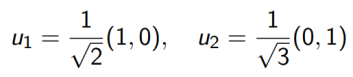 u₁ = 1/√2 (1, 0),   u₂ = 1/√3 (0, 1)